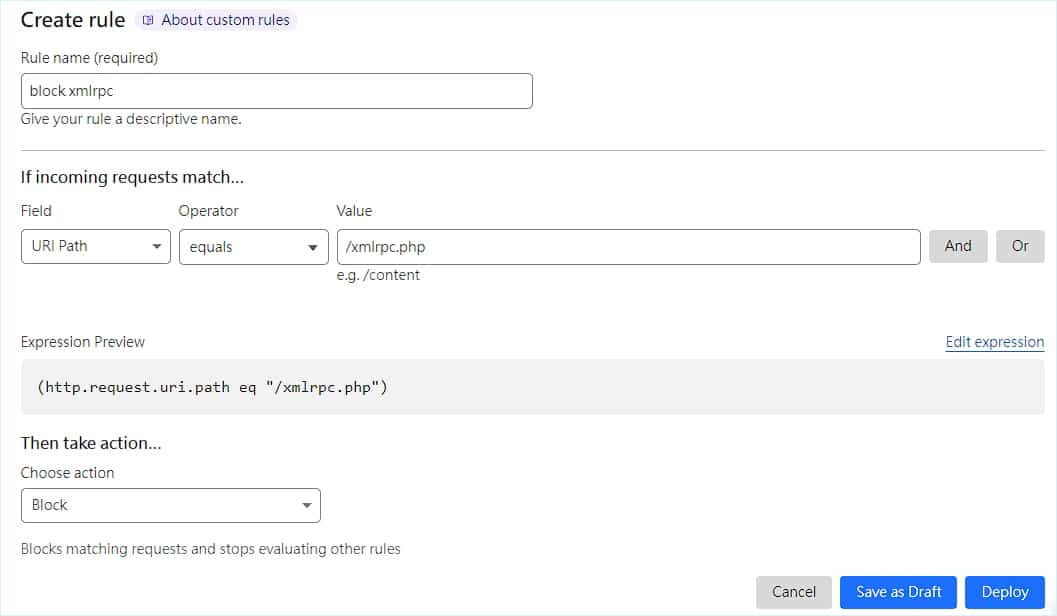 Create rule About custom rules
Rule name (required)
block xmlrpc
Give your rule a descriptive name.
If incoming requests match...
Field Operator Value
URI Path equals /xmlrpc.php And Or
e.g. /content
Expression Preview Edit expression
(http.request.uri.path eq "/xmlrpc.php")
Then take action...
Choose action
Block
Blocks matching requests and stops evaluating other rules
Cancel Save as Draft Deploy